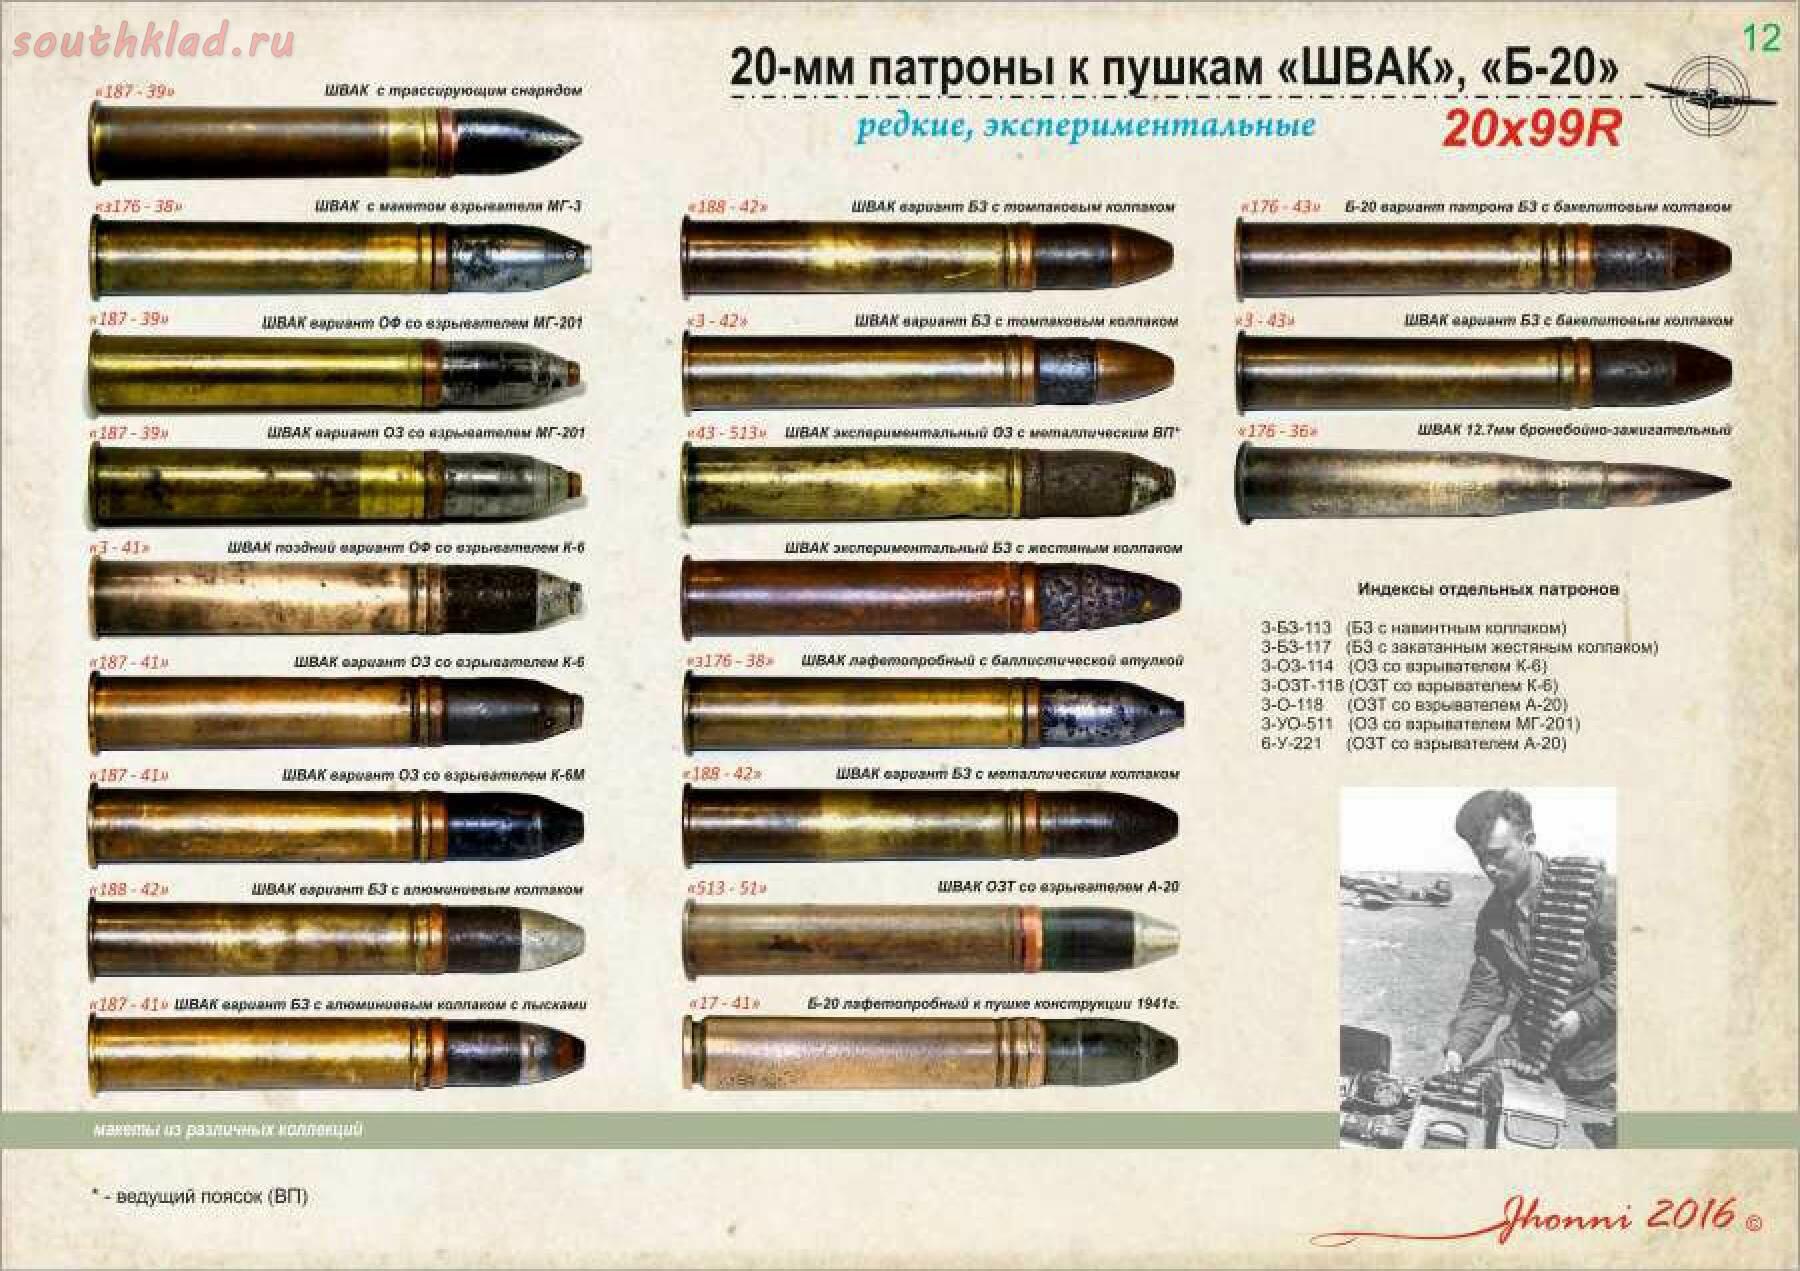 southklad.ru
12
20-мм патроны к пушкам «ШВАК», «Б-20»
редкие, экспериментальные
20х99R
«187 - 39» ШВАК с трассирующим снарядом
«з176 - 38» ШВАК с макетом взрывателя МГ-3
«187 - 39» ШВАК вариант ОФ со взрывателем МГ-201
«187 - 39» ШВАК вариант ОЗ со взрывателем МГ-201
«3 - 41» ШВАК поздний вариант ОФ со взрывателем К-6
«187 - 41» ШВАК вариант ОЗ со взрывателем К-6
«187 - 41» ШВАК вариант ОЗ со взрывателем К-6М
«188 - 42» ШВАК вариант БЗ с алюминиевым колпаком
«187 - 41» ШВАК вариант БЗ с алюминиевым колпаком с лысками
«188 - 42» ШВАК вариант БЗ с томпаковым колпаком
«3 - 42» ШВАК вариант БЗ с томпаковым колпаком
«43 - 513» ШВАК экспериментальный ОЗ с металлическим ВП*
ШВАК экспериментальный БЗ с жестяным колпаком
«з176 - 38» ШВАК лафетопробный с баллистической втулкой
«188 - 42» ШВАК вариант БЗ с металлическим колпаком
«513 - 51» ШВАК ОЗТ со взрывателем А-20
«17 - 41» Б-20 лафетопробный к пушке конструкции 1941г.
«176 - 43» Б-20 вариант патрона БЗ с бакелитовым колпаком
«3 - 43» ШВАК вариант БЗ с бакелитовым колпаком
«176 - 36» ШВАК 12.7мм бронебойно-зажигательный
Индексы отдельных патронов
3-БЗ-113 (БЗ с навинтным колпаком)
3-БЗ-117 (БЗ с закатанным жестяным колпаком)
3-ОЗ-114 (ОЗ со взрывателем К-6)
3-ОЗТ-118 (ОЗТ со взрывателем К-6)
3-О-118 (ОЗТ со взрывателем А-20)
3-УО-511 (ОЗ со взрывателем МГ-201)
6-У-221 (ОЗТ со взрывателем А-20)
макеты из различных коллекций
* - ведущий поясок (ВП)
Jhonni 2016 ©